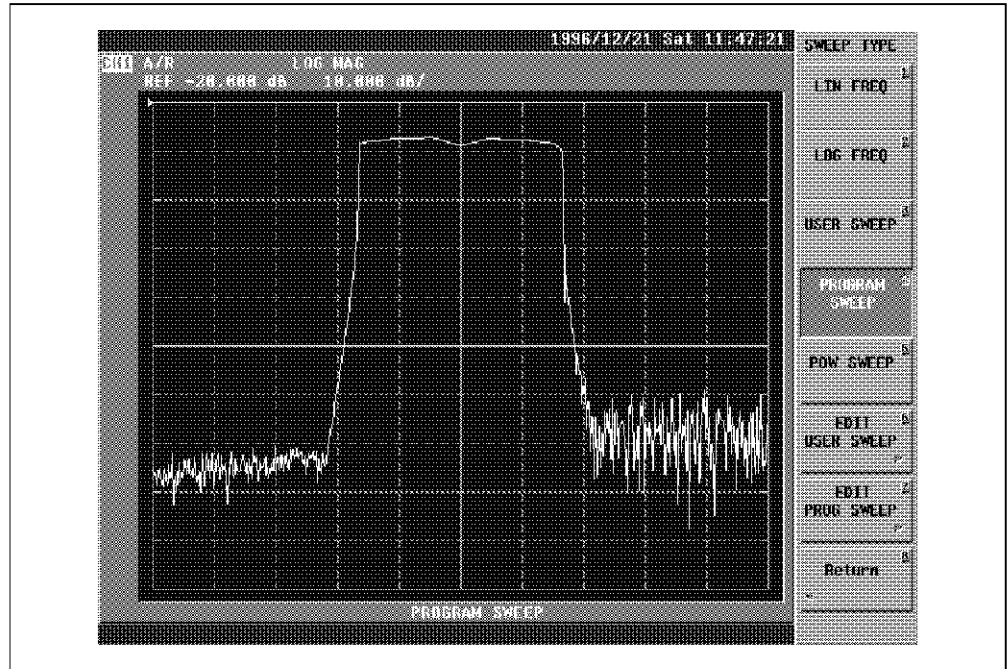 1996/12/21 Sat 11:47:21
CH1 A/R LOG MAG
REF -20.000 dB 10.000 dB/
PROGRAM SWEEP
SWEEP TYPE
1
LIN FREQ
2
LOG FREQ
3
USER SWEEP
4
PROGRAM
SWEEP
5
POW SWEEP
6
EDIT
USER SWEEP
7
EDIT
PROG SWEEP
8
Return